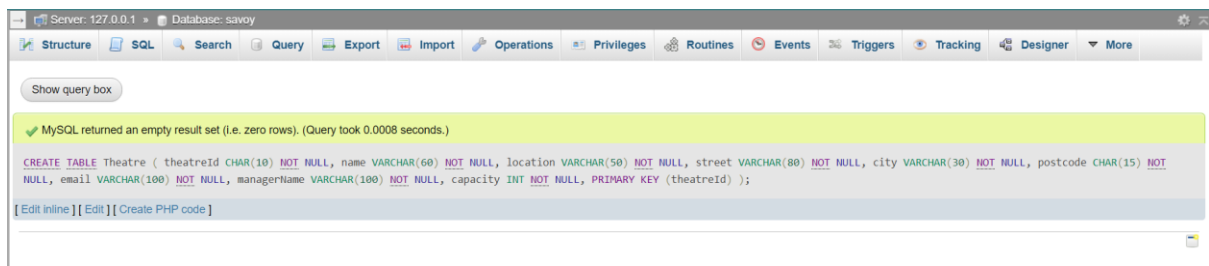 Server: 127.0.0.1 » Database: savoy
Structure SQL Search Query Export Import Operations Privileges Routines Events Triggers Tracking Designer More
Show query box
MySQL returned an empty result set (i.e. zero rows). (Query took 0.0008 seconds.)
CREATE TABLE Theatre ( theatreId CHAR(10) NOT NULL, name VARCHAR(60) NOT NULL, location VARCHAR(50) NOT NULL, street VARCHAR(80) NOT NULL, city VARCHAR(30) NOT NULL, postcode CHAR(15) NOT
NULL, email VARCHAR(100) NOT NULL, managerName VARCHAR(100) NOT NULL, capacity INT NOT NULL, PRIMARY KEY (theatreId) );
[ Edit inline ] [ Edit ] [ Create PHP code ]